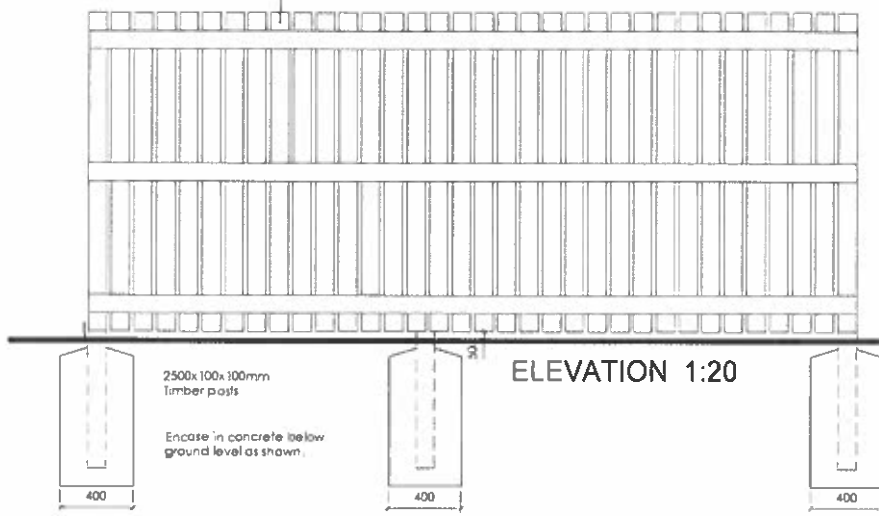 50
ELEVATION 1:20
2500x100x100mm
Timber posts
Encase in concrete below
ground level as shown.
400
400
400